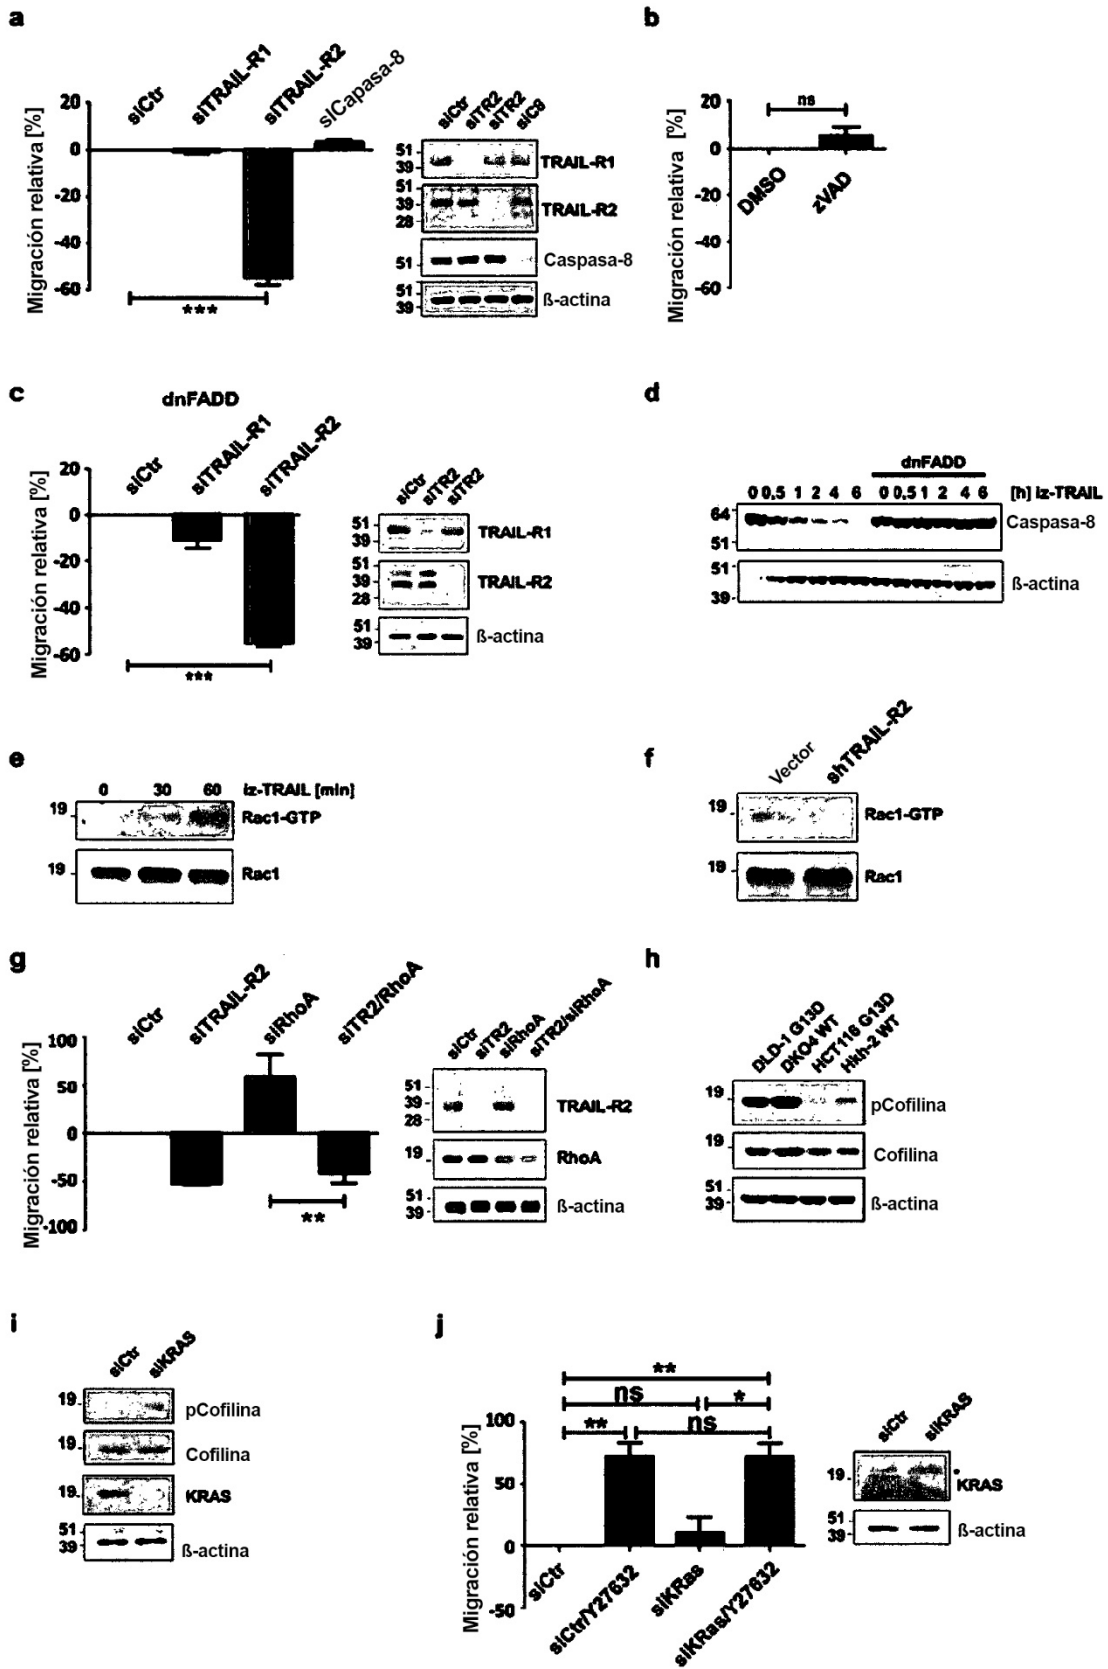 a
siCtr
siTRAIL-R1
siTRAIL-R2
siCapasa-8
Migración relativa [%]
20
0
-20
-40
-60
***
siCtr
siTR2
siTR2
siC8
51
39
TRAIL-R1
51
39
28
TRAIL-R2
51
Caspasa-8
51
39
ß-actina
b
Migración relativa [%]
20
0
-20
-40
-60
ns
DMSO
zVAD
c
dnFADD
siCtr
siTRAIL-R1
siTRAIL-R2
Migración relativa [%]
20
0
-20
-40
-60
***
siCtr
siTR2
siTR2
51
39
TRAIL-R1
51
39
28
TRAIL-R2
51
39
ß-actina
d
dnFADD
0 0,5 1 2 4 6 0 0,5 1 2 4 6 [h] iz-TRAIL
64
51
Caspasa-8
51
39
ß-actina
e
0 30 60 iz-TRAIL [min]
19
Rac1-GTP
19
Rac1
f
Vector
shTRAIL-R2
19
Rac1-GTP
19
Rac1
g
siCtr
siTRAIL-R2
siRhoA
siTR2/RhoA
Migración relativa [%]
100
50
0
-50
-100
**
siCtr
siTR2
siRhoA
siTR2/siRhoA
51
39
28
TRAIL-R2
19
RhoA
51
39
ß-actina
h
DLD-1 G13D
DKO4 WT
HCT116 G13D
Hkh-2 WT
19
pCofilina
19
Cofilina
51
39
ß-actina
i
siCtr
siKRAS
19
pCofilina
19
Cofilina
19
KRAS
51
39
ß-actina
j
**
ns
*
**
ns
Migración relativa [%]
100
50
0
-50
siCtr
siCtr/Y27632
siKRas
siKRas/Y27632
siCtr
siKRAS
19
*
KRAS
51
39
ß-actina